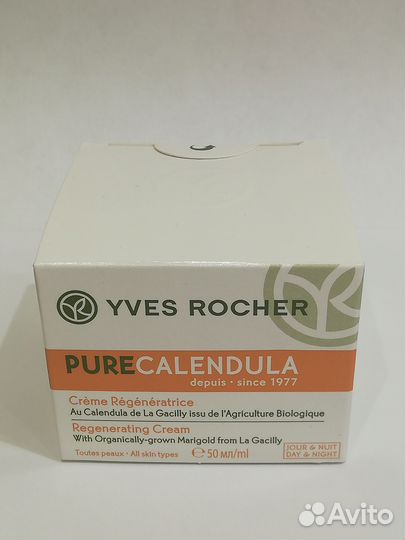 YVES ROCHER
PURECALENDULA
depuis · since 1977
Crème Régénératrice
Au Calendula de La Gacilly issu de l'Agriculture Biologique
Regenerating Cream
With Organically-grown Marigold from La Gacilly
Toutes peaux · All skin types
℮ 50 мл/ml
JOUR & NUIT
DAY & NIGHT
Avito